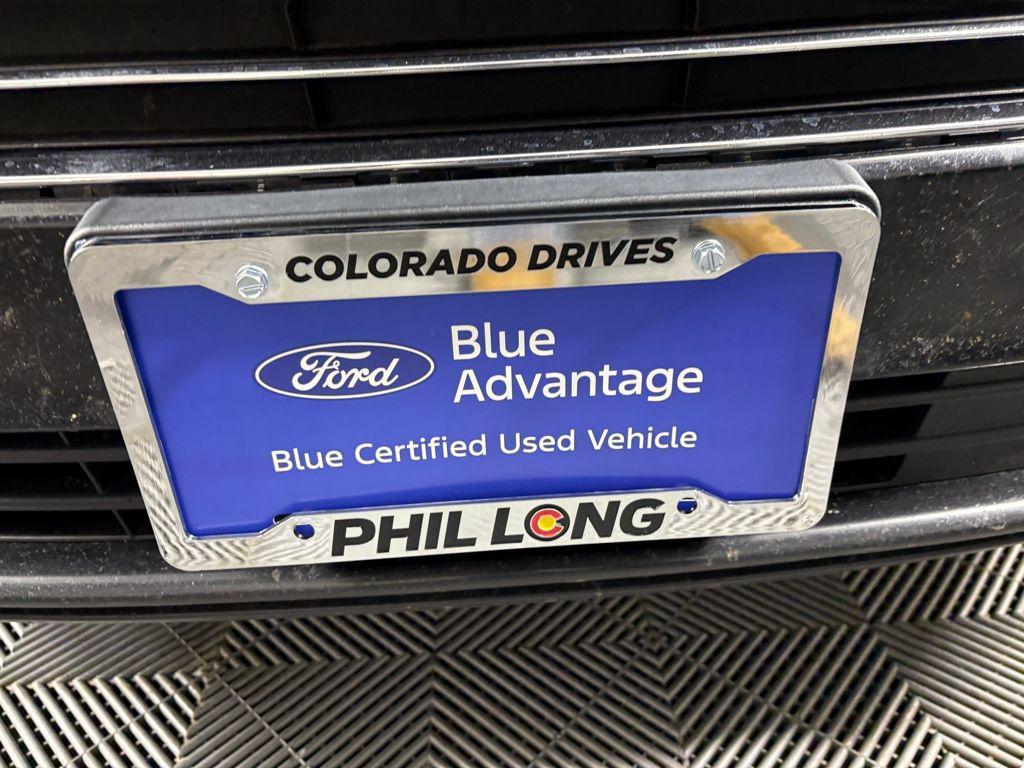 COLORADO DRIVES
Ford
Blue
Advantage
Blue Certified Used Vehicle
PHIL LONG